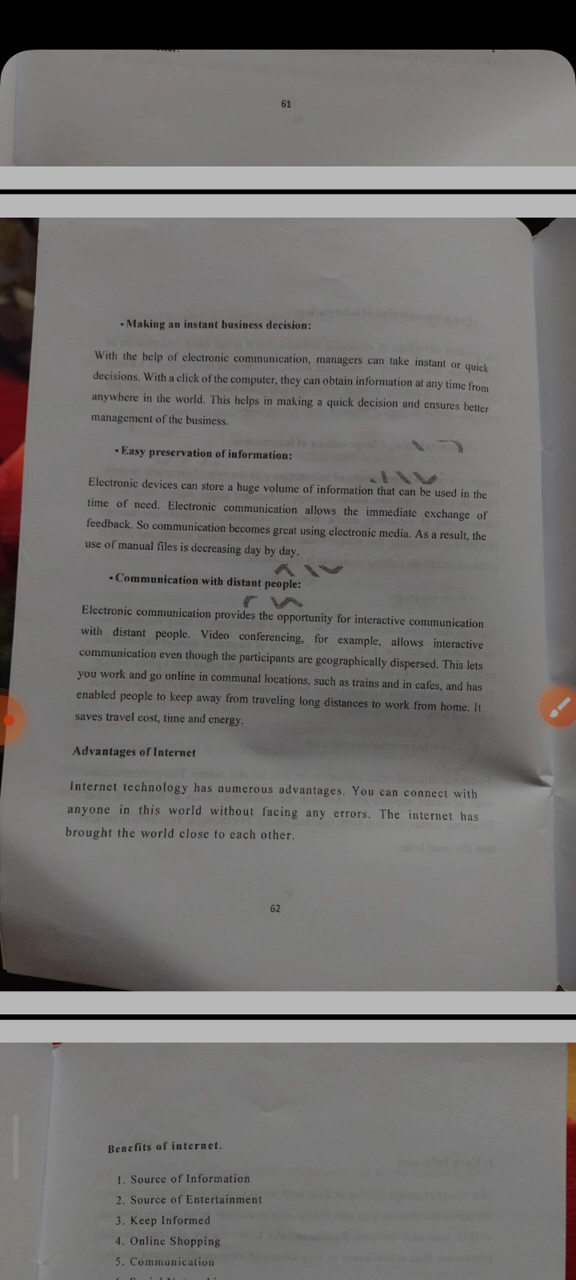 61
• Making an instant business decision:
With the help of electronic communication, managers can take instant or quick
decisions. With a click of the computer, they can obtain information at any time from
anywhere in the world. This helps in making a quick decision and ensures better
management of the business.
• Easy preservation of information:
Electronic devices can store a huge volume of information that can be used in the
time of need. Electronic communication allows the immediate exchange of
feedback. So communication becomes great using electronic media. As a result, the
use of manual files is decreasing day by day.
• Communication with distant people:
Electronic communication provides the opportunity for interactive communication
with distant people. Video conferencing, for example, allows interactive
communication even though the participants are geographically dispersed. This lets
you work and go online in communal locations, such as trains and in cafes, and has
enabled people to keep away from traveling long distances to work from home. It
saves travel cost, time and energy.
Advantages of Internet
Internet technology has numerous advantages. You can connect with
anyone in this world without facing any errors. The internet has
brought the world close to each other.
62
Benefits of internet.
1. Source of Information
2. Source of Entertainment
3. Keep Informed
4. Online Shopping
5. Communication